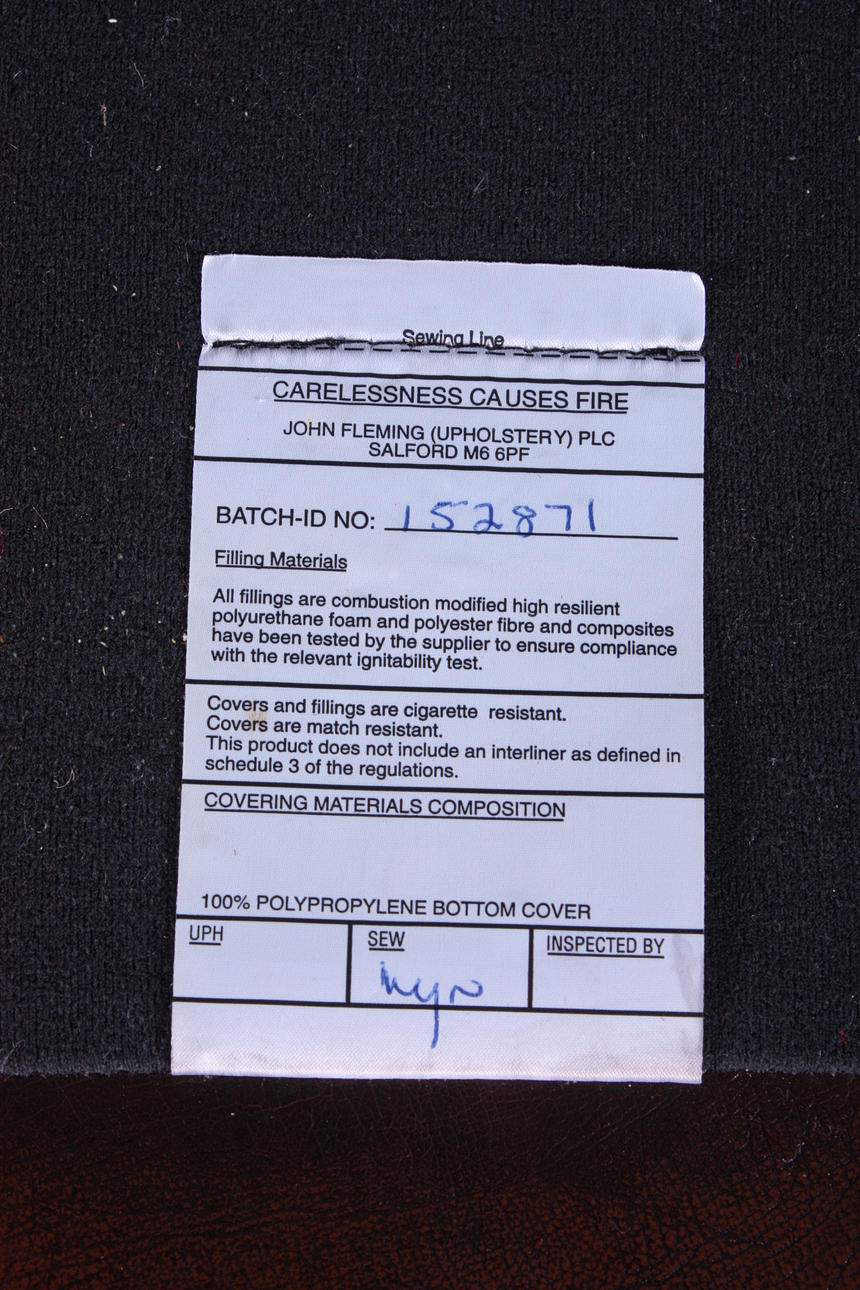 Sewing Line
CARELESSNESS CAUSES FIRE
JOHN FLEMING (UPHOLSTERY) PLC
SALFORD M6 6PF
BATCH-ID NO: 152871
Filling Materials
All fillings are combustion modified high resilient
polyurethane foam and polyester fibre and composites
have been tested by the supplier to ensure compliance
with the relevant ignitability test.
Covers and fillings are cigarette resistant.
Covers are match resistant.
This product does not include an interliner as defined in
schedule 3 of the regulations.
COVERING MATERIALS COMPOSITION
100% POLYPROPYLENE BOTTOM COVER
UPH
SEW
INSPECTED BY